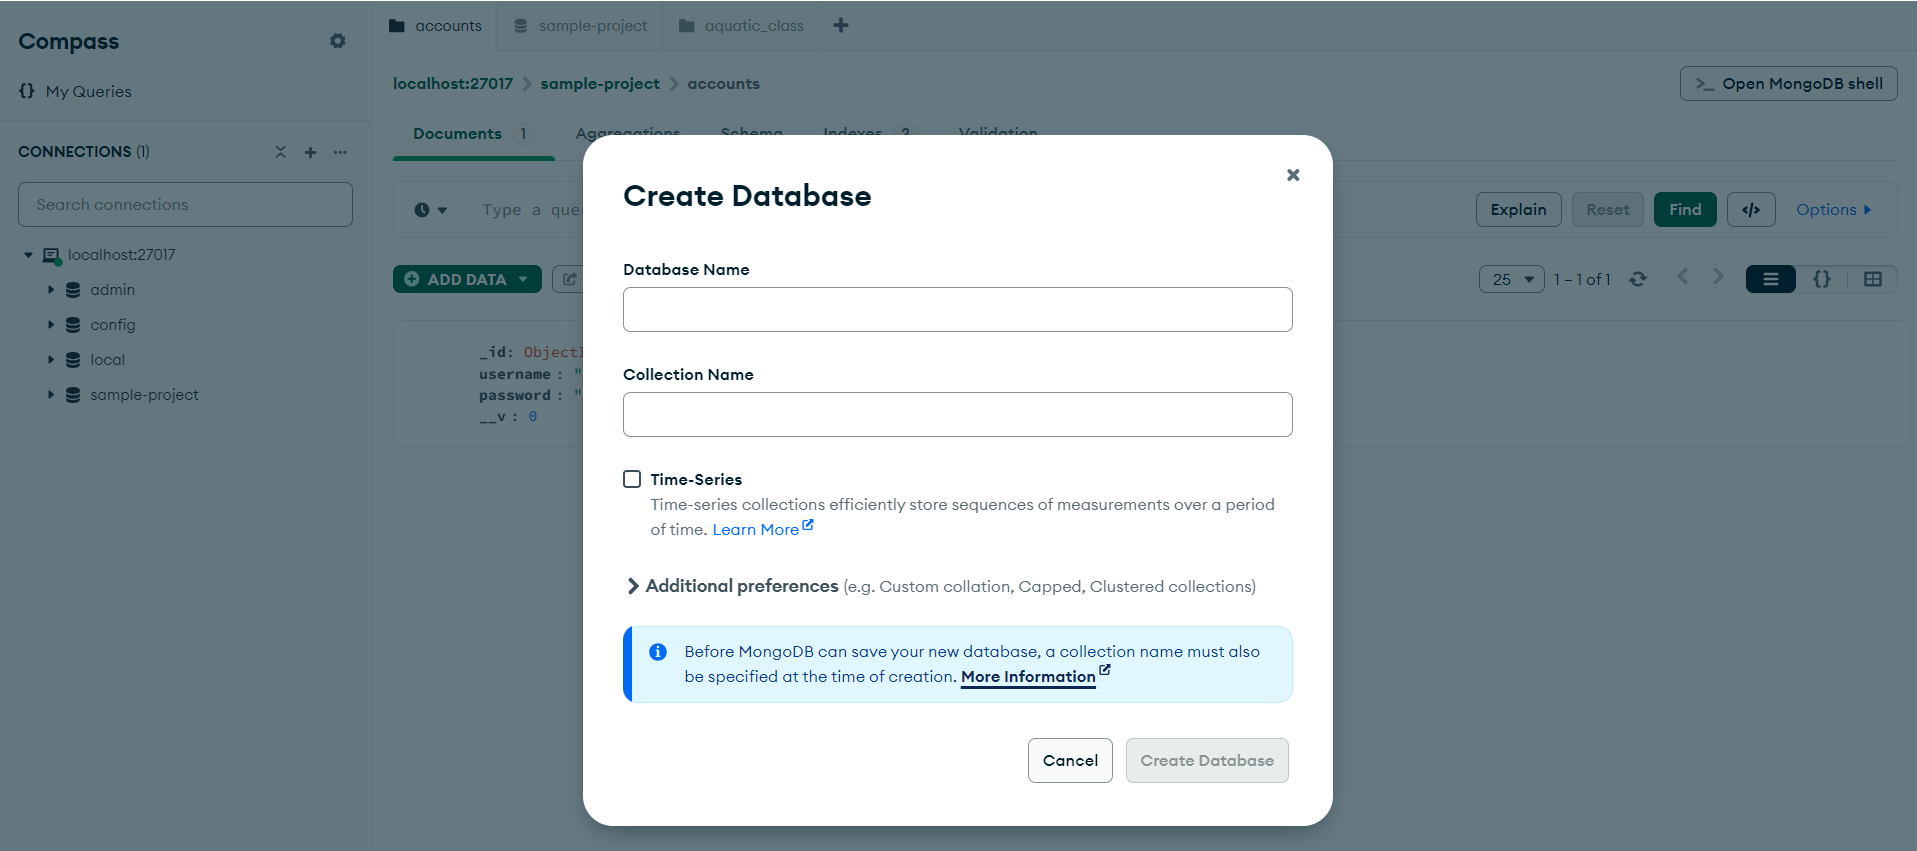 Compass
My Queries
CONNECTIONS (1)
Search connections
localhost:27017
admin
config
local
sample-project
accounts
sample-project
aquatic_class
localhost:27017 > sample-project > accounts
>_ Open MongoDB shell
Documents 1
Aggregations
Schema
Indexes 2
Validation
Type a
Explain
Reset
Find
</>
Options
ADD DATA
25
1 – 1 of 1
{}
_id: ObjectI
username : "
password : "
__v : 0
Create Database
Database Name
Collection Name
Time-Series
Time-series collections efficiently store sequences of measurements over a period
of time. Learn More
Additional preferences (e.g. Custom collation, Capped, Clustered collections)
Before MongoDB can save your new database, a collection name must also
be specified at the time of creation. More Information
Cancel
Create Database